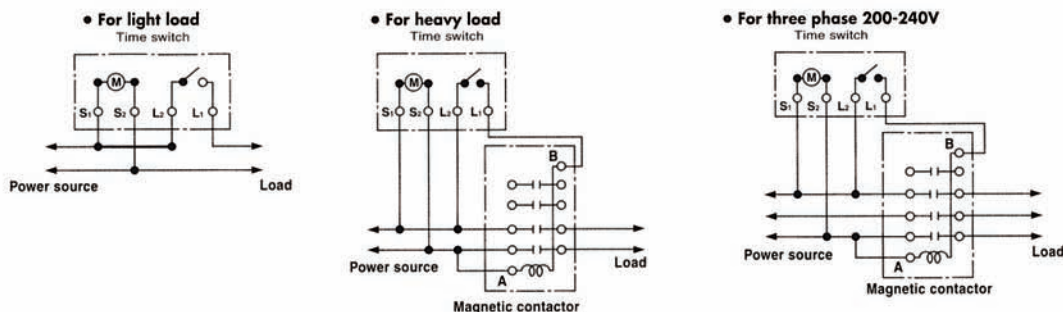 ● For light load
Time switch
M
S1 S2 L2 L1
Power source Load
● For heavy load
Time switch
M
S1 S2 L2 L1
B
Power source
A
Load
Magnetic contactor
● For three phase 200-240V
Time switch
M
S1 S2 L2 L1
B
Power source
A
Load
Magnetic contactor